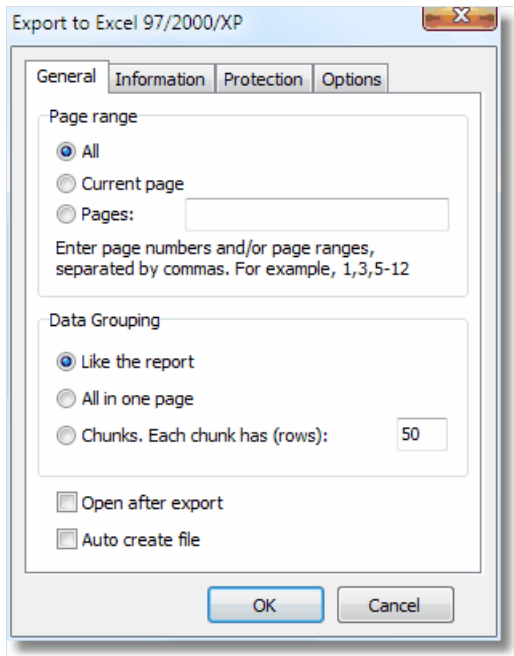 Export to Excel 97/2000/XP
General Information Protection Options
Page range
All
Current page
Pages:
Enter page numbers and/or page ranges,
separated by commas. For example, 1,3,5-12
Data Grouping
Like the report
All in one page
Chunks. Each chunk has (rows): 50
Open after export
Auto create file
OK Cancel